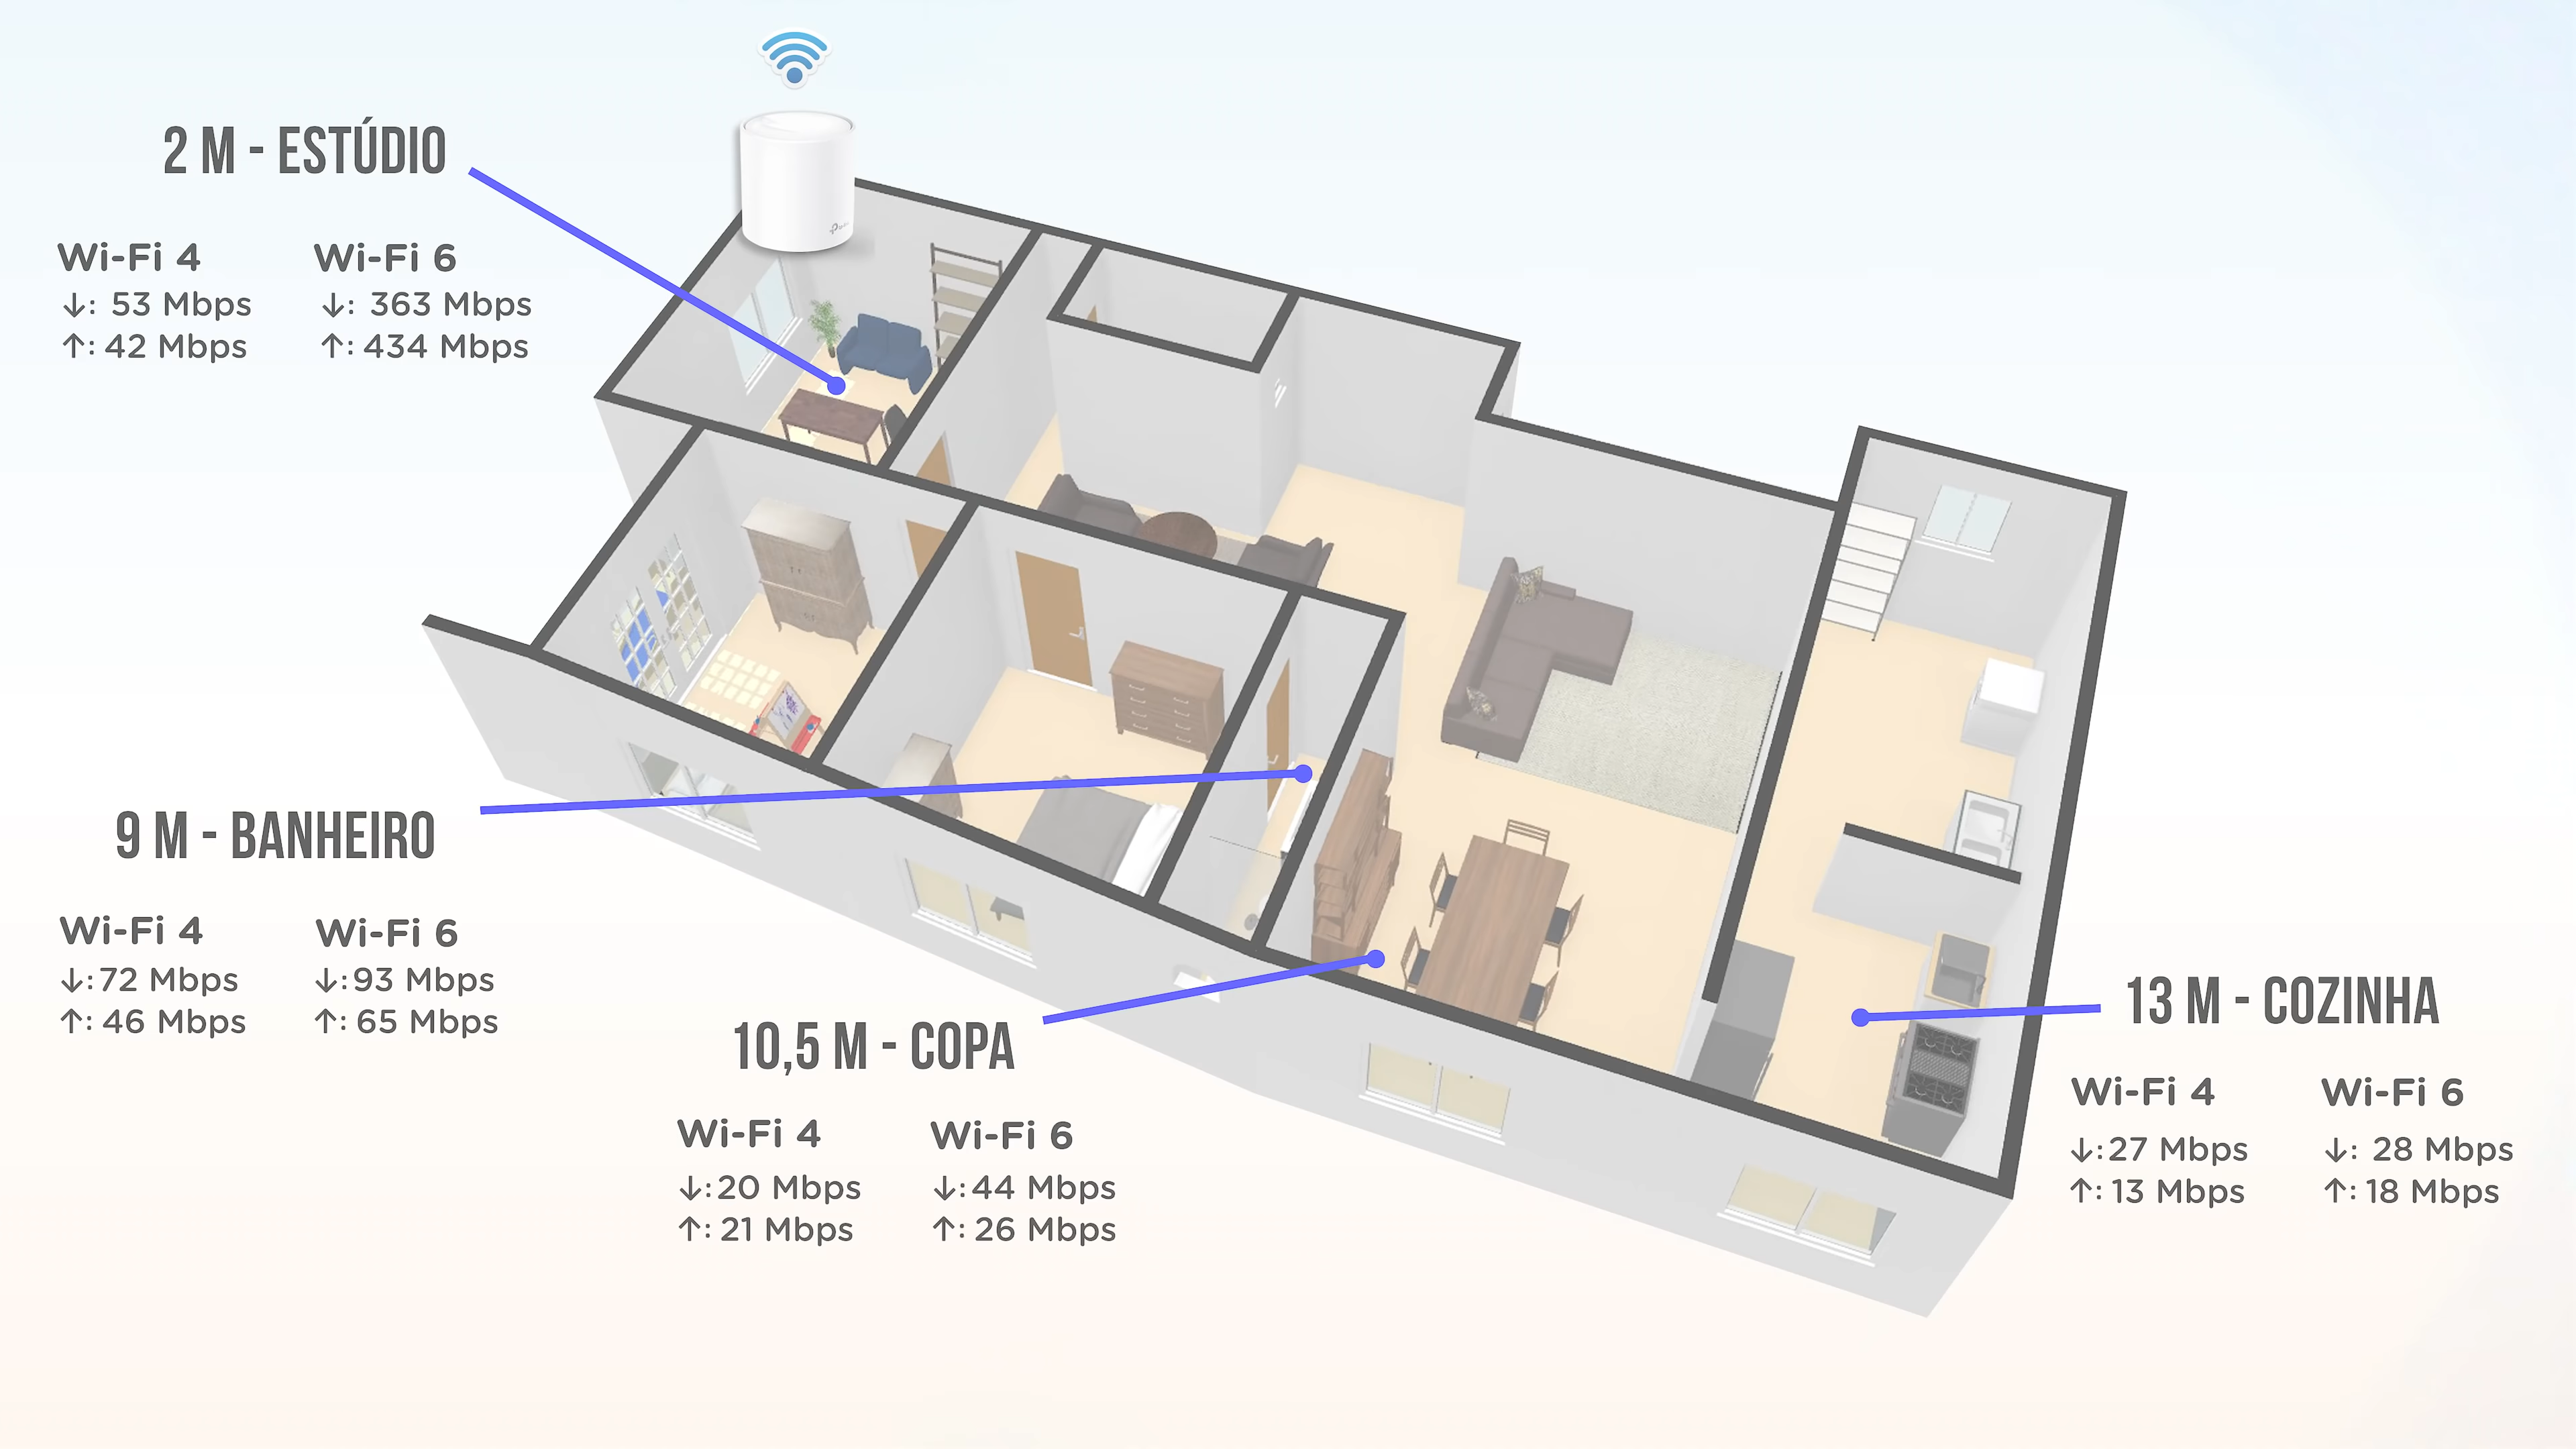 2 M - ESTÚDIO
Wi-Fi 4
↓: 53 Mbps
↑: 42 Mbps
Wi-Fi 6
↓: 363 Mbps
↑: 434 Mbps
9 M - BANHEIRO
Wi-Fi 4
↓:72 Mbps
↑: 46 Mbps
Wi-Fi 6
↓:93 Mbps
↑: 65 Mbps
10,5 M - COPA
Wi-Fi 4
↓:20 Mbps
↑: 21 Mbps
Wi-Fi 6
↓:44 Mbps
↑: 26 Mbps
13 M - COZINHA
Wi-Fi 4
↓:27 Mbps
↑: 13 Mbps
Wi-Fi 6
↓: 28 Mbps
↑: 18 Mbps